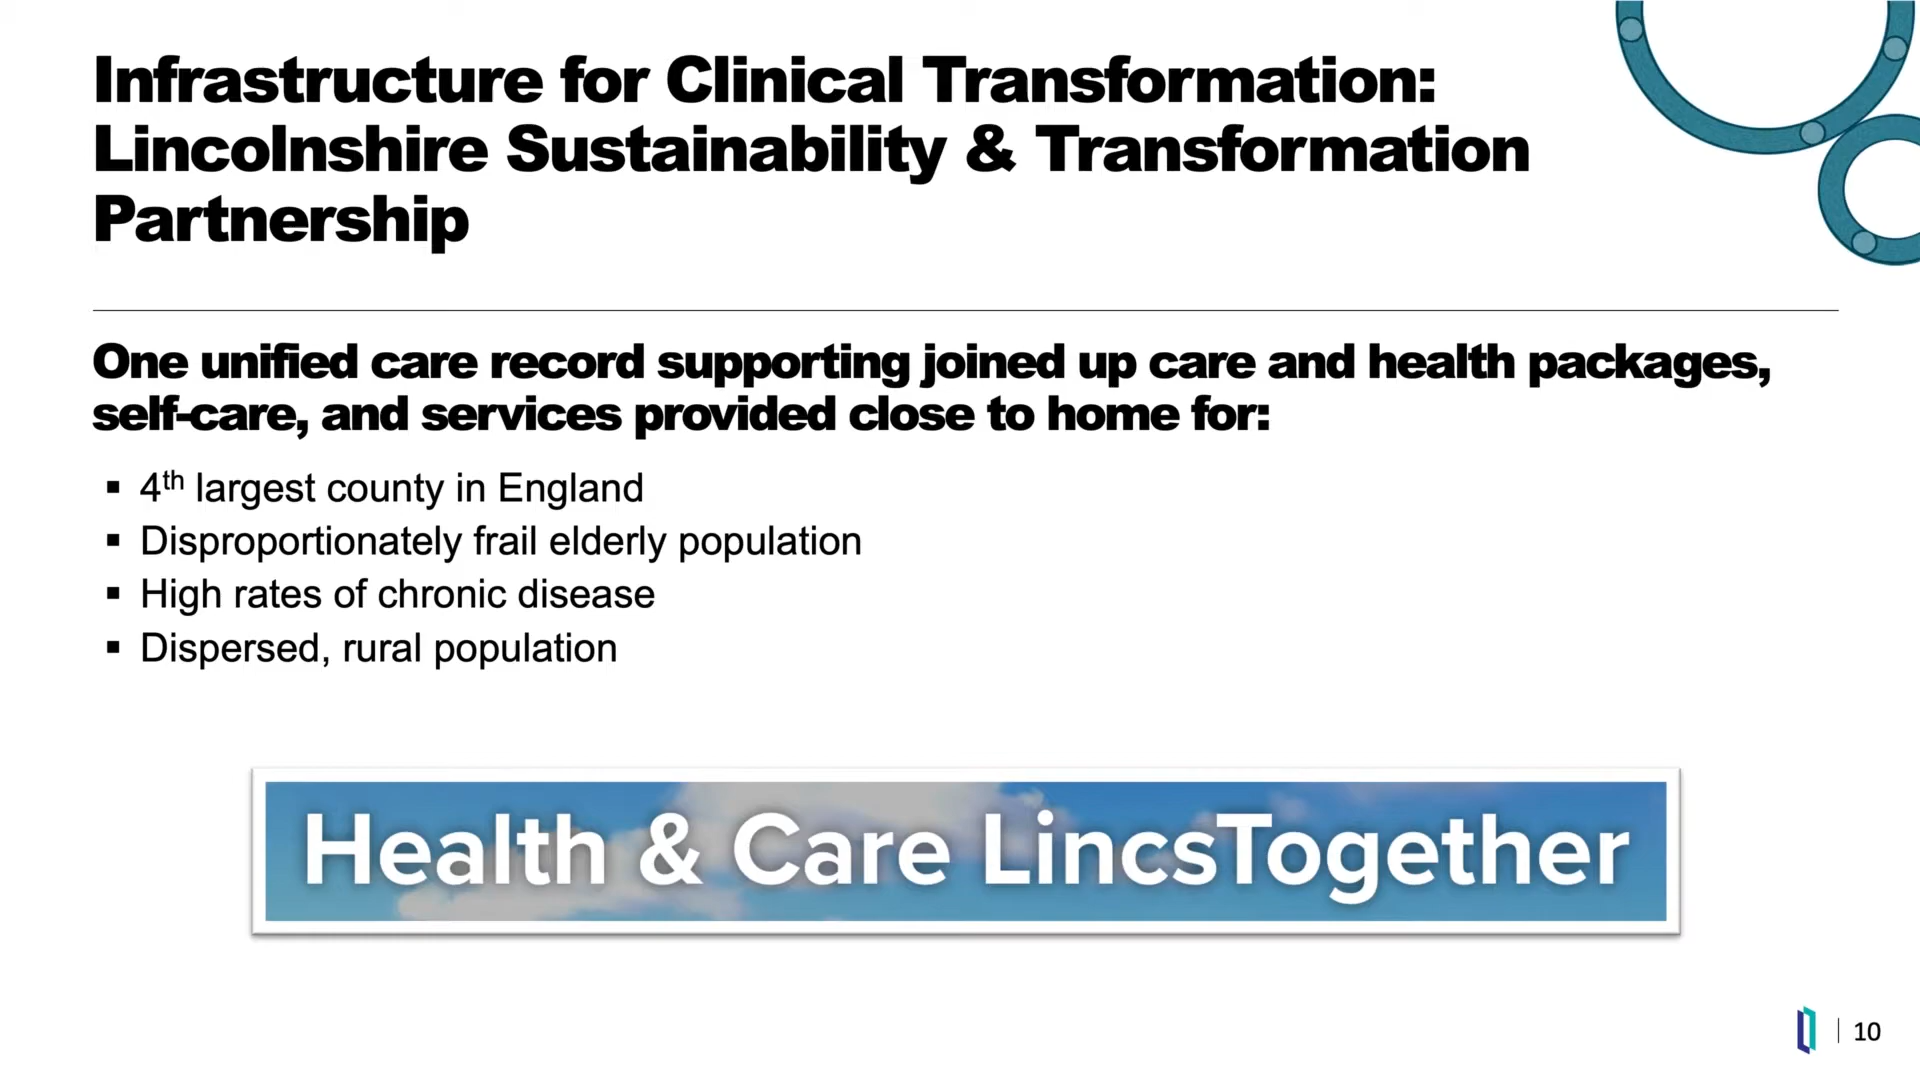 Infrastructure for Clinical Transformation:
Lincolnshire Sustainability & Transformation
Partnership
One unified care record supporting joined up care and health packages,
self-care, and services provided close to home for:
▪ 4th largest county in England
▪ Disproportionately frail elderly population
▪ High rates of chronic disease
▪ Dispersed, rural population
Health & Care LincsTogether
10